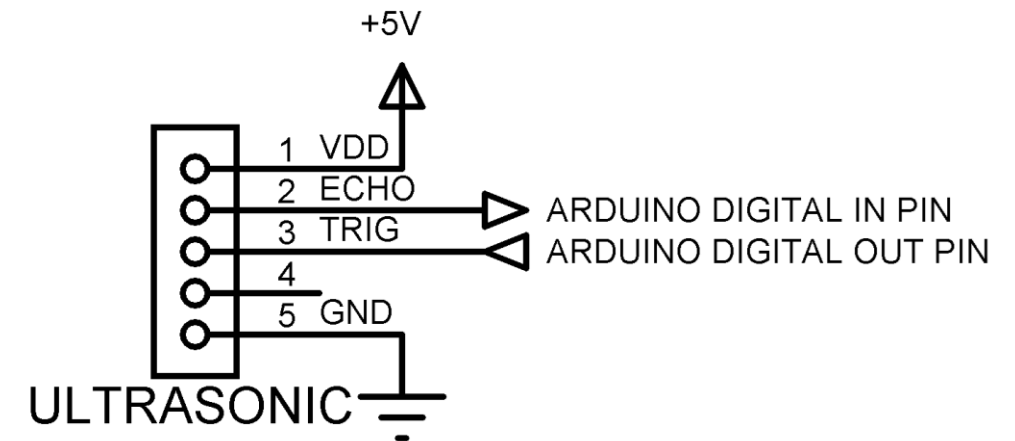 +5V
1 VDD
2 ECHO
ARDUINO DIGITAL IN PIN
3 TRIG
ARDUINO DIGITAL OUT PIN
4
5 GND
ULTRASONIC